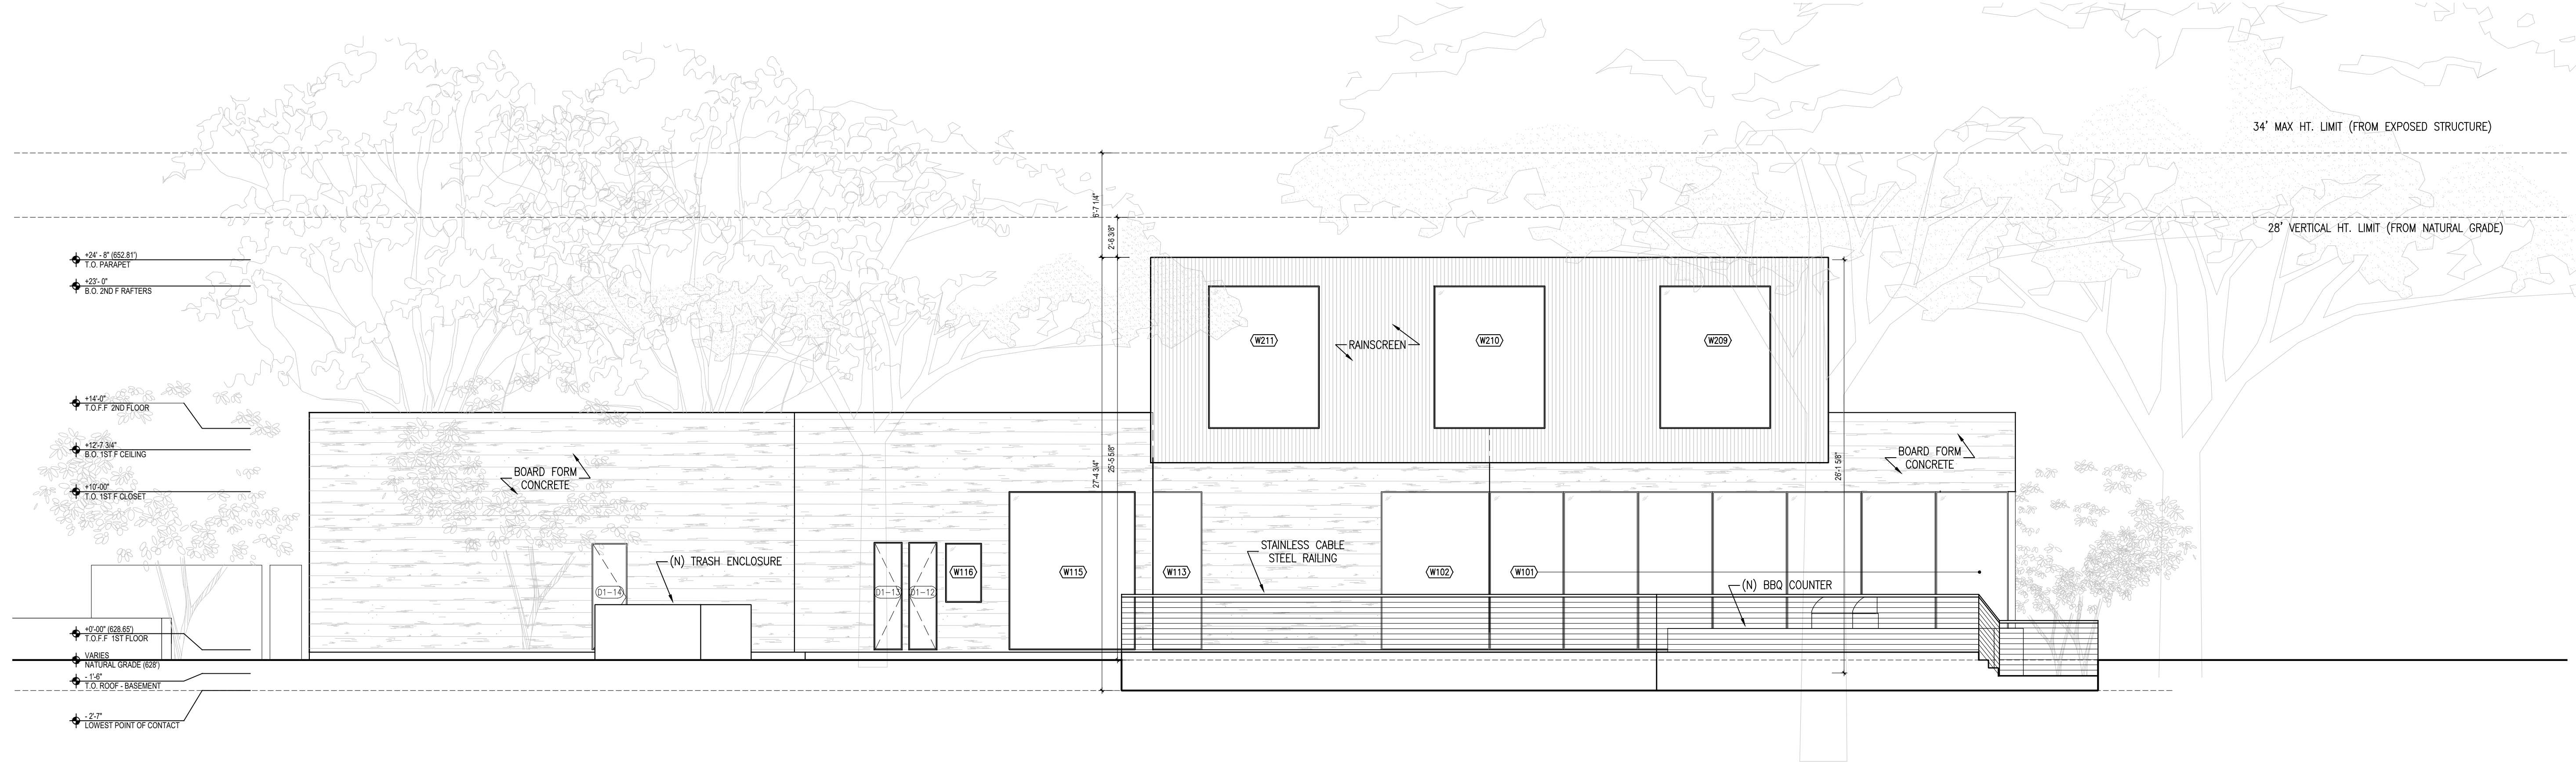 34' MAX HT. LIMIT (FROM EXPOSED STRUCTURE)
28' VERTICAL HT. LIMIT (FROM NATURAL GRADE)
6'-7 1/4"
2'-6 3/8"
+24' - 8" (652.81')
T.O. PARAPET
+23'- 0"
B.O. 2ND F RAFTERS
+14'-0"
T.O.F.F 2ND FLOOR
+12'-7 3/4"
B.O. 1ST F CEILING
+10'-00"
T.O. 1ST F CLOSET
+0'-00" (628.65')
T.O.F.F 1ST FLOOR
VARIES
NATURAL GRADE (628')
- 1'-6"
T.O. ROOF - BASEMENT
- 2'-7"
LOWEST POINT OF CONTACT
W211
RAINSCREEN
W210
W209
BOARD FORM
CONCRETE
27'-4 3/4"
25'-5 5/8"
26'-1 5/8"
BOARD FORM
CONCRETE
D1-14
(N) TRASH ENCLOSURE
D1-13
D1-12
W116
W115
W113
STAINLESS CABLE
STEEL RAILING
W102
W101
(N) BBQ COUNTER